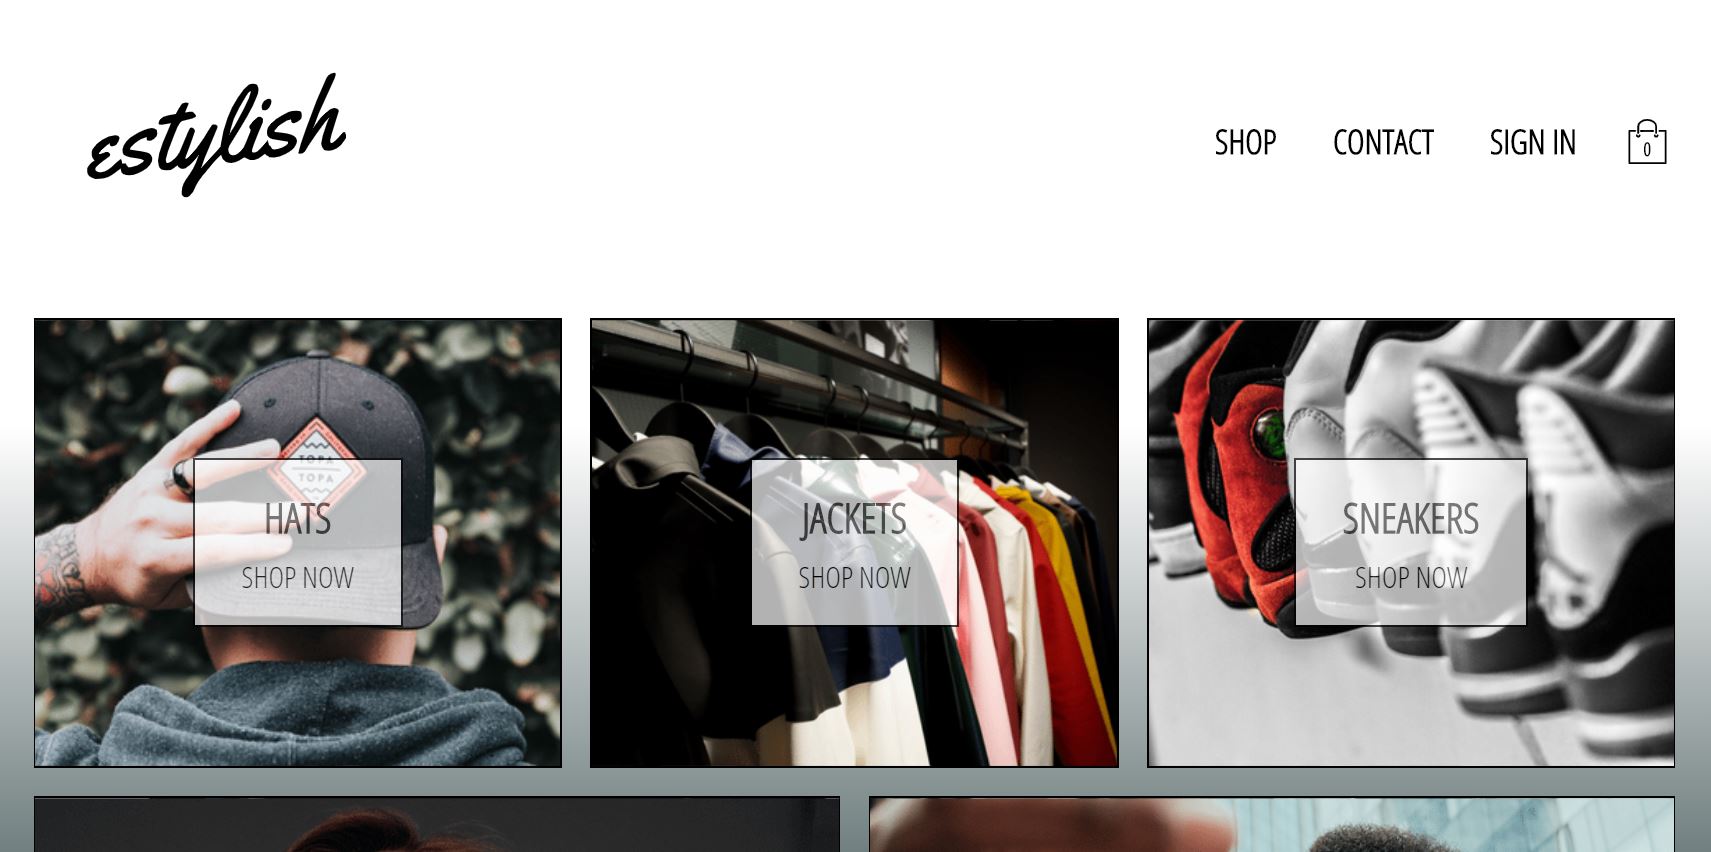 estylish
SHOP CONTACT SIGN IN 0
TOPA
TOPA
HATS
SHOP NOW
JACKETS
SHOP NOW
SNEAKERS
SHOP NOW